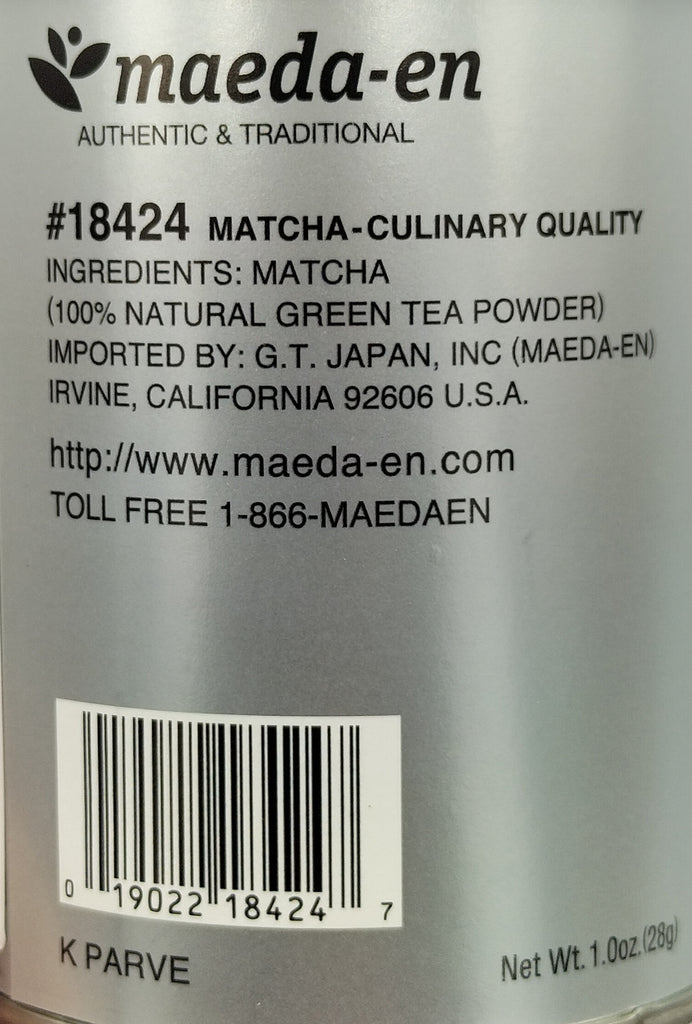 maeda-en
AUTHENTIC & TRADITIONAL
#18424 MATCHA-CULINARY QUALITY
INGREDIENTS: MATCHA
(100% NATURAL GREEN TEA POWDER)
IMPORTED BY: G.T. JAPAN, INC (MAEDA-EN)
IRVINE, CALIFORNIA 92606 U.S.A.
http://www.maeda-en.com
TOLL FREE 1-866-MAEDAEN
0 19022 18424 7
K PARVE
Net Wt. 1.0oz.(28g)